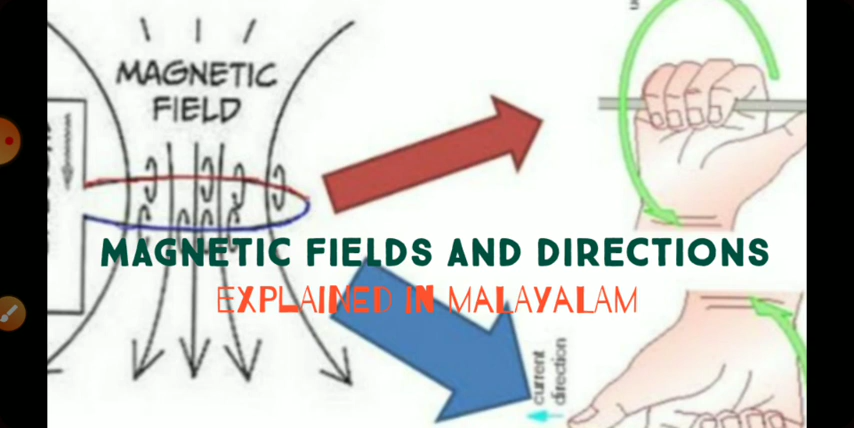 MAGNETIC
FIELD
MAGNETIC FIELDS AND DIRECTIONS
EXPLAINED IN MALAYALAM
current
direction